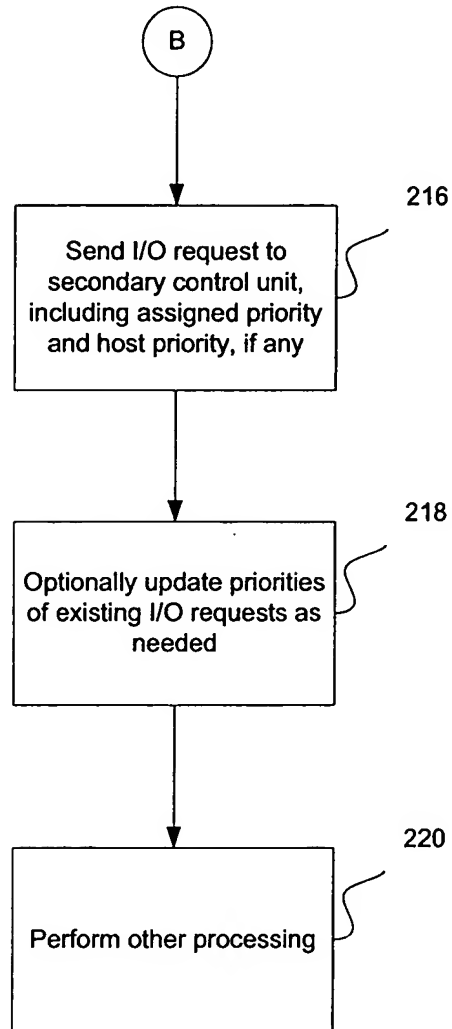 B
216
Send I/O request to
secondary control unit,
including assigned priority
and host priority, if any
218
Optionally update priorities
of existing I/O requests as
needed
220
Perform other processing